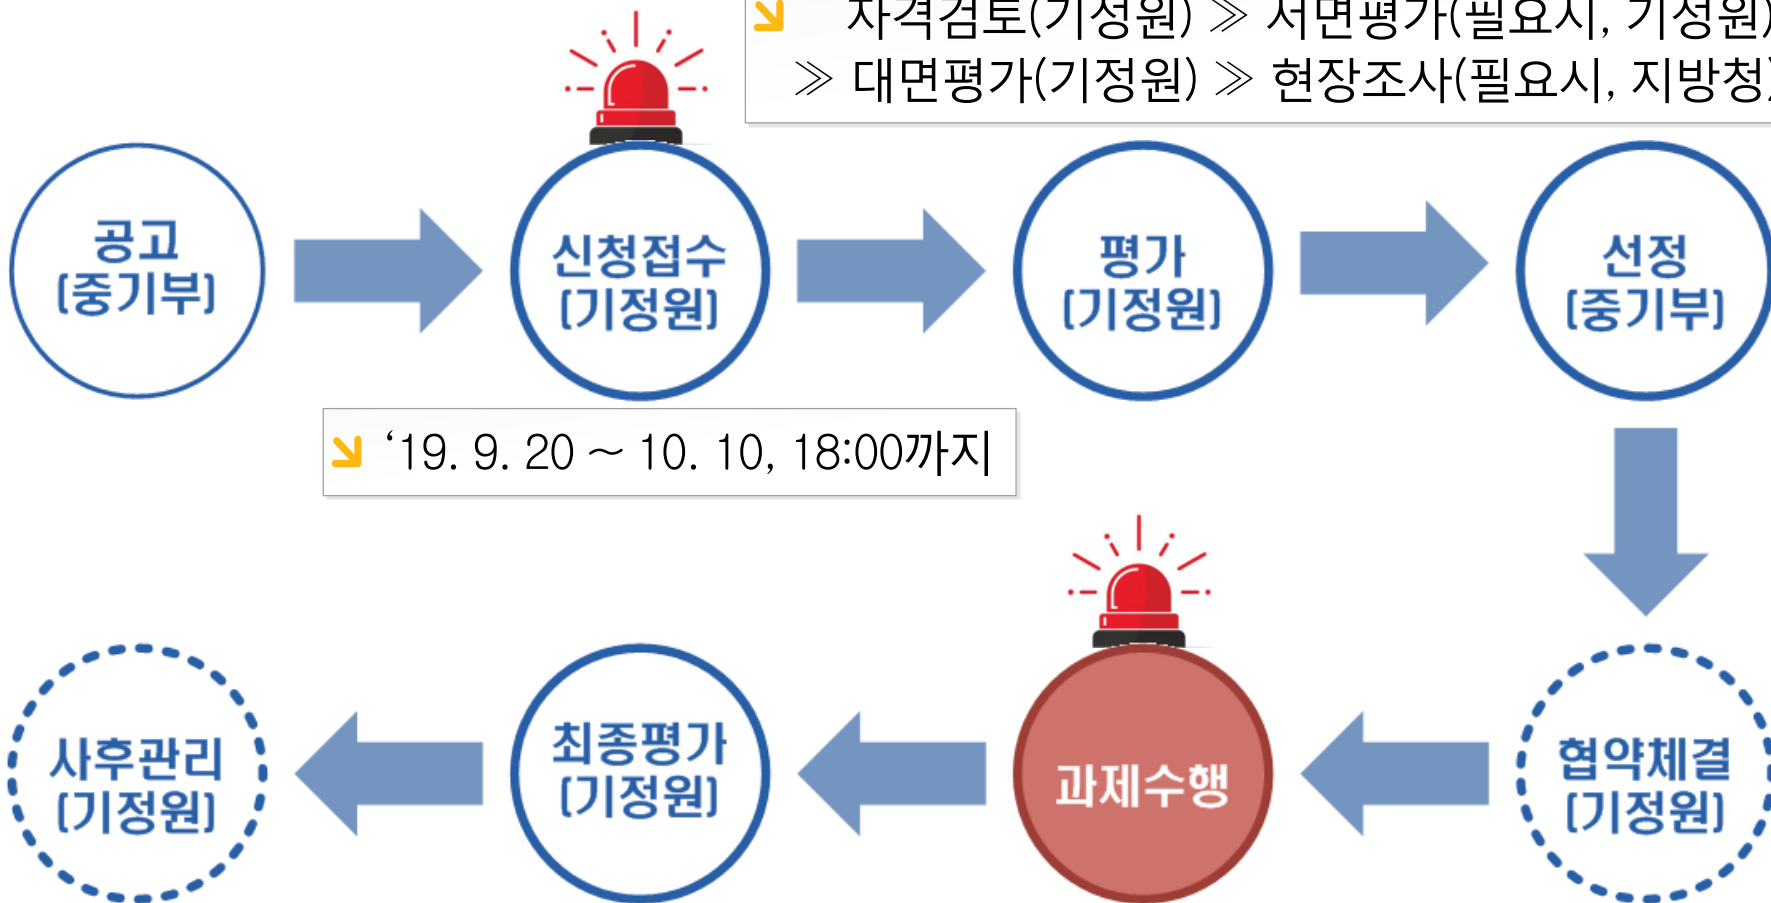 자격검토(기정원) ≫ 서면평가(필요시, 기정원)
≫ 대면평가(기정원) ≫ 현장조사(필요시, 지방청)
공고
(중기부)
신청접수
(기정원)
평가
(기정원)
선정
(중기부)
‘19. 9. 20 ~ 10. 10, 18:00까지
사후관리
(기정원)
최종평가
(기정원)
과제수행
협약체결
(기정원)